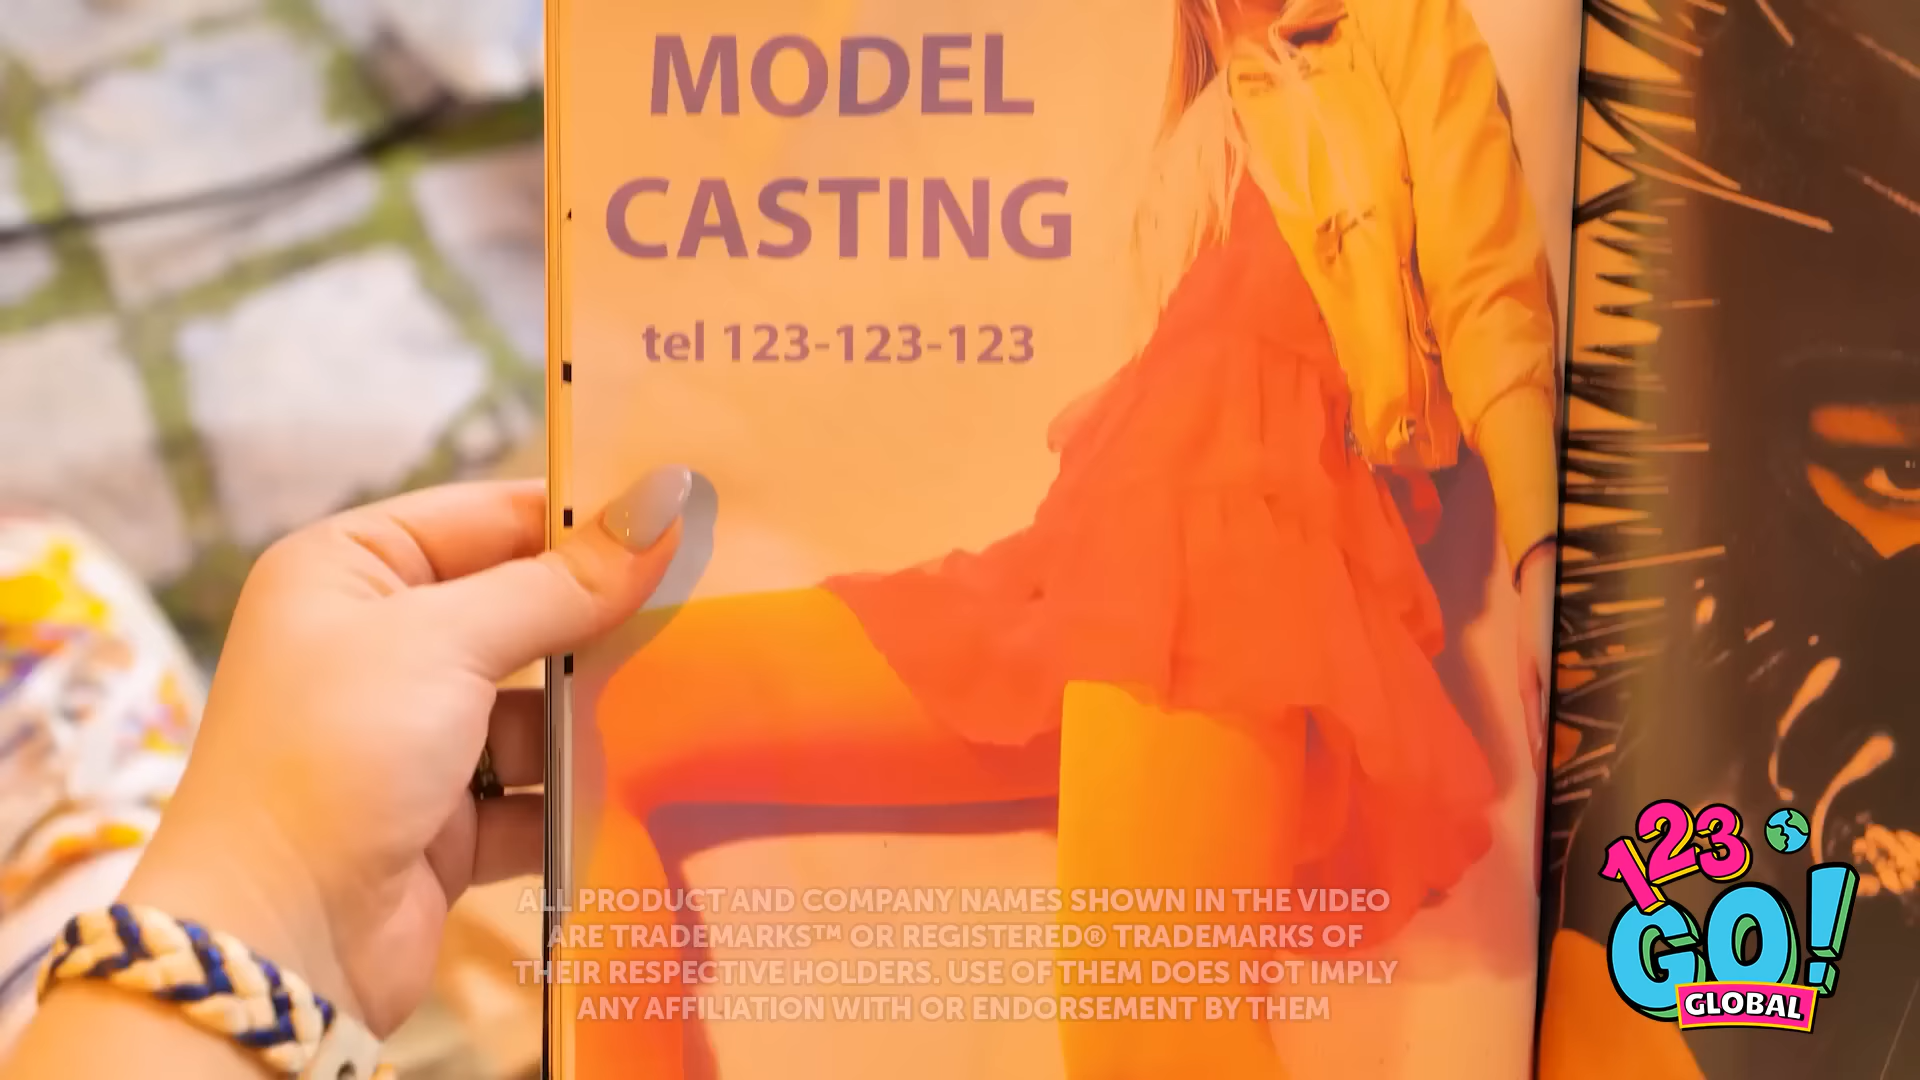 MODEL
CASTING
tel 123-123-123
ALL PRODUCT AND COMPANY NAMES SHOWN IN THE VIDEO
ARE TRADEMARKS™ OR REGISTERED® TRADEMARKS OF
THEIR RESPECTIVE HOLDERS. USE OF THEM DOES NOT IMPLY
ANY AFFILIATION WITH OR ENDORSEMENT BY THEM
123
GO!
GLOBAL